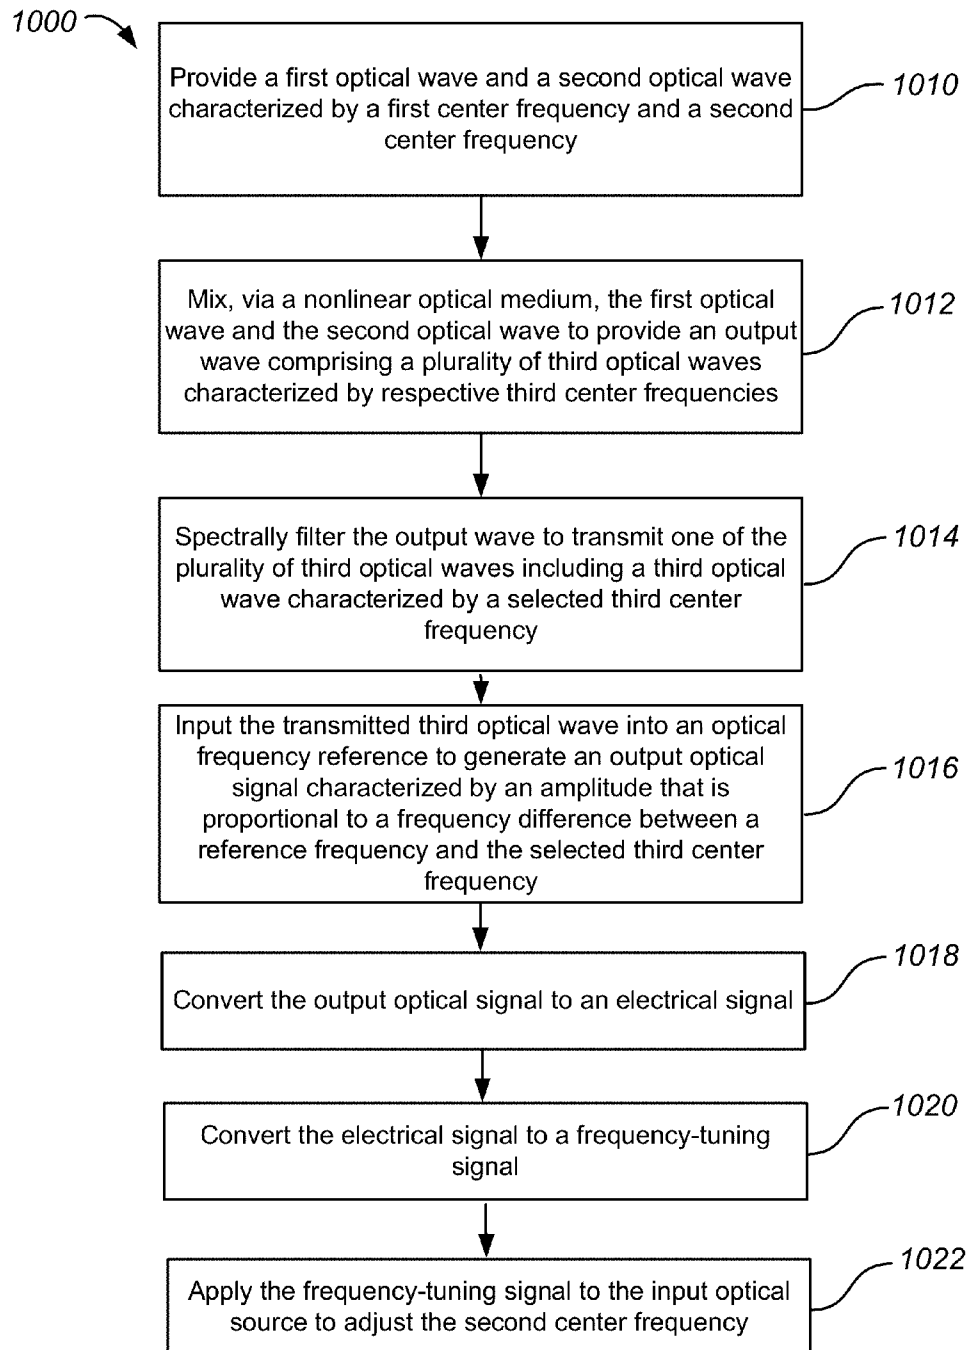 1000
Provide a first optical wave and a second optical wave
characterized by a first center frequency and a second
center frequency
1010
Mix, via a nonlinear optical medium, the first optical
wave and the second optical wave to provide an output
wave comprising a plurality of third optical waves
characterized by respective third center frequencies
1012
Spectrally filter the output wave to transmit one of the
plurality of third optical waves including a third optical
wave characterized by a selected third center
frequency
1014
Input the transmitted third optical wave into an optical
frequency reference to generate an output optical
signal characterized by an amplitude that is
proportional to a frequency difference between a
reference frequency and the selected third center
frequency
1016
Convert the output optical signal to an electrical signal
1018
Convert the electrical signal to a frequency-tuning
signal
1020
Apply the frequency-tuning signal to the input optical
source to adjust the second center frequency
1022